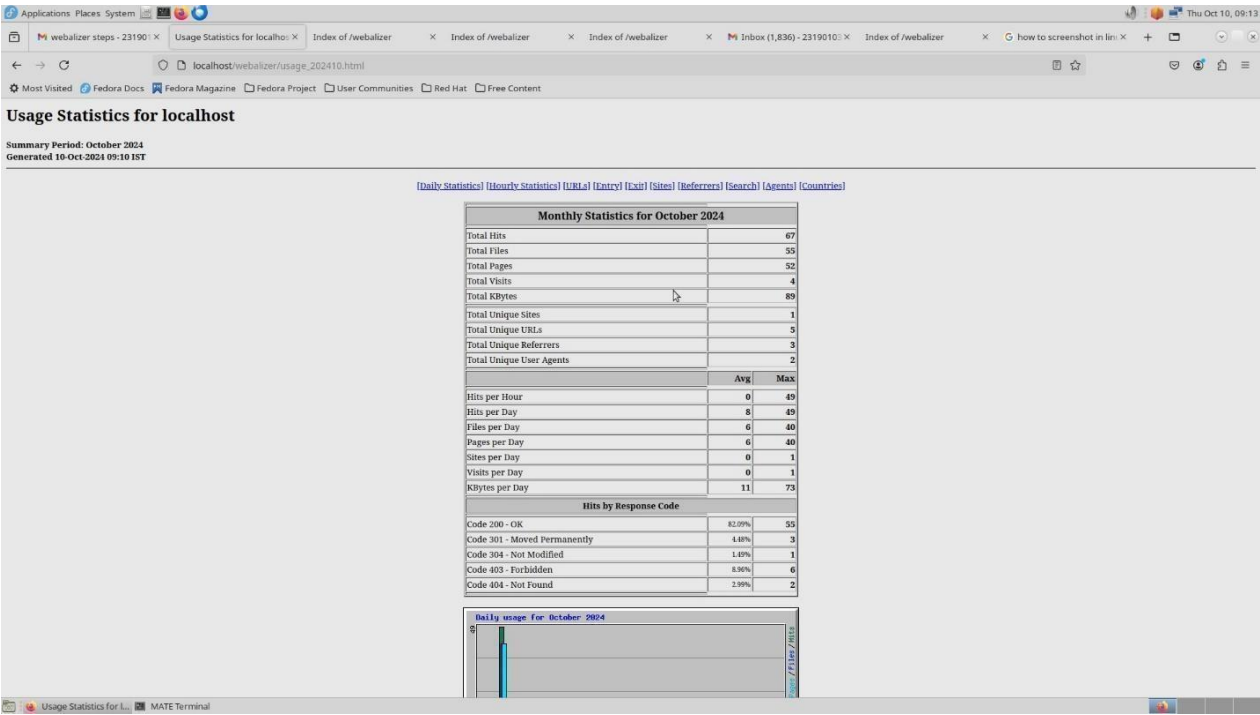 Applications Places System
Thu Oct 10, 09:13
webalizer steps - 23190
Usage Statistics for localho
Index of /webalizer
Index of /webalizer
Index of /webalizer
Inbox (1,836) - 2319010
Index of /webalizer
how to screenshot in lin
localhost/webalizer/usage_202410.html
Most Visited Fedora Docs Fedora Magazine Fedora Project User Communities Red Hat Free Content
Usage Statistics for localhost
Summary Period: October 2024
Generated 10-Oct-2024 09:10 IST
[Daily Statistics] [Hourly Statistics] [URLs] [Entry] [Exit] [Sites] [Referrers] [Search] [Agents] [Countries]
Monthly Statistics for October 2024
Total Hits 67
Total Files 55
Total Pages 52
Total Visits 4
Total KBytes 89
Total Unique Sites 1
Total Unique URLs 5
Total Unique Referrers 3
Total Unique User Agents 2
Avg Max
Hits per Hour 0 49
Hits per Day 8 49
Files per Day 6 40
Pages per Day 6 40
Sites per Day 0 1
Visits per Day 0 1
KBytes per Day 11 73
Hits by Response Code
Code 200 - OK 82.09% 55
Code 301 - Moved Permanently 4.48% 3
Code 304 - Not Modified 1.49% 1
Code 403 - Forbidden 8.96% 6
Code 404 - Not Found 2.99% 2
Daily usage for October 2024
49
Pages / Files / Hits
Usage Statistics for l... MATE Terminal